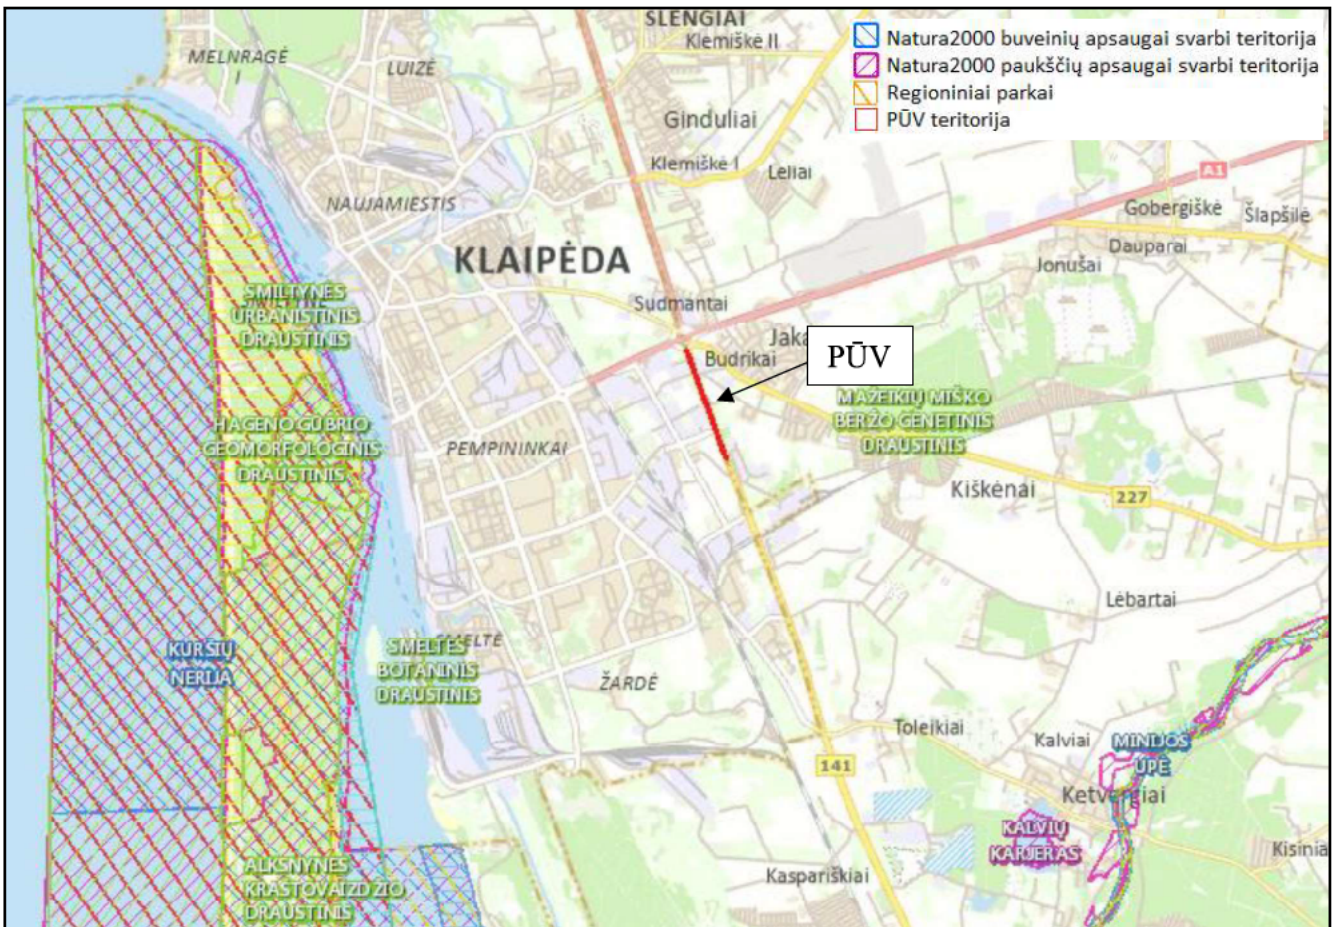 SLENGIAI
Klemiškė II
MELNRAGĖ
I
LUIZĖ
Natura2000 buveinių apsaugai svarbi teritorija
Natura2000 paukščių apsaugai svarbi teritorija
Regioniniai parkai
PŪV teritorija
Ginduliai
Klemiškė I
Leliai
A1
NAUJAMIESTIS
Gobergiškė
Šlapšilė
Dauparai
Jonušai
KLAIPĖDA
Sudmantai
SMILTYNĖS
URBANISTINIS
DRAUSTINIS
Budrikai
PŪV
MAŽEIKIŲ MIŠKO
BERŽO GENETINIS
DRAUSTINIS
HAGENO GŪBRIO
GEOMORFOLOGINIS
DRAUSTINIS
PEMPININKAI
Kiškėnai
227
Lėbartai
KURŠIŲ
NERIJA
SMELTĖS
BOTANINIS
DRAUSTINIS
ŽARDĖ
Toleikiai
Kalviai
MINIJOS
UPĖ
141
Ketvergiai
KALVIŲ
KARJERAS
Kisinia
ALKSNYNĖS
KRAŠTOVAIZDŽIO
DRAUSTINIS
Kaspariškiai